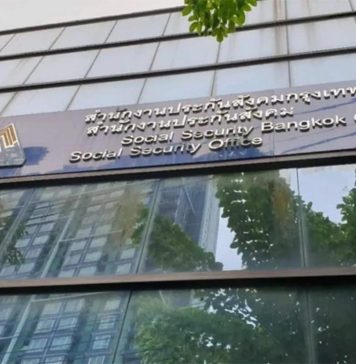 สำนักงานประกันสังคมกรุงเทพ
สำนักงานประกันสังคม
Social Security Bangkok
Social Security Office